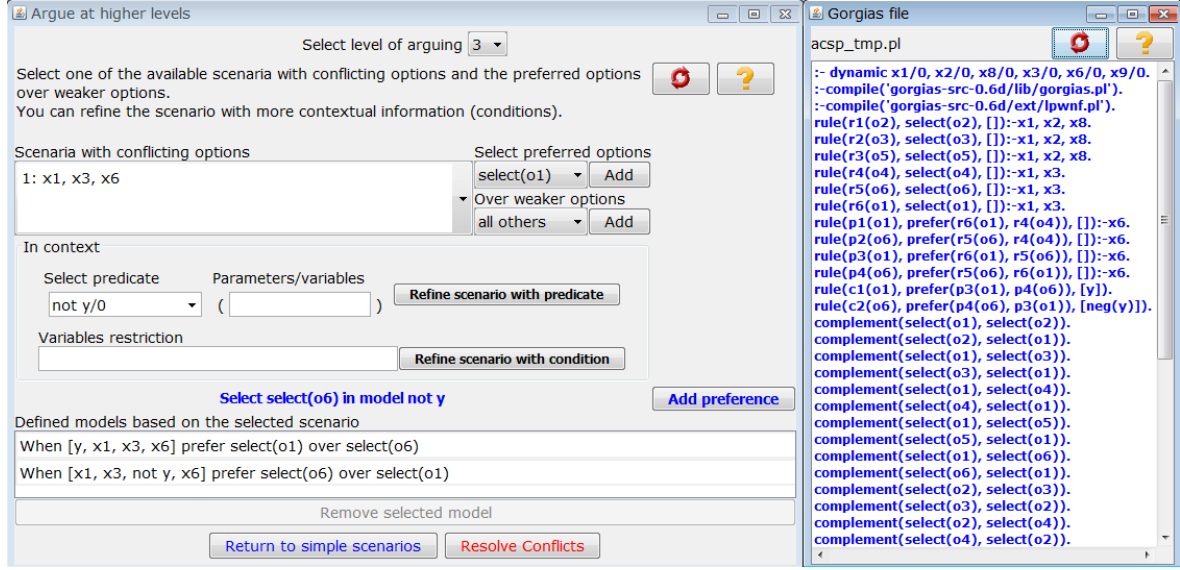 Argue at higher levels
Select level of arguing 3
Select one of the available scenaria with conflicting options and the preferred options
over weaker options.
You can refine the scenario with more contextual information (conditions).
Scenaria with conflicting options
Select preferred options
1: x1, x3, x6
select(o1)
Add
Over weaker options
all others
Add
In context
Select predicate
Parameters/variables
not y/0
(
)
Refine scenario with predicate
Variables restriction
Refine scenario with condition
Select select(o6) in model not y
Add preference
Defined models based on the selected scenario
When [y, x1, x3, x6] prefer select(o1) over select(o6)
When [x1, x3, not y, x6] prefer select(o6) over select(o1)
Remove selected model
Return to simple scenarios
Resolve Conflicts
Gorgias file
acsp_tmp.pl
:- dynamic x1/0, x2/0, x8/0, x3/0, x6/0, x9/0.
:-compile('gorgias-src-0.6d/lib/gorgias.pl').
:-compile('gorgias-src-0.6d/ext/lpwnf.pl').
rule(r1(o2), select(o2), []):-x1, x2, x8.
rule(r2(o3), select(o3), []):-x1, x2, x8.
rule(r3(o5), select(o5), []):-x1, x2, x8.
rule(r4(o4), select(o4), []):-x1, x3.
rule(r5(o6), select(o6), []):-x1, x3.
rule(r6(o1), select(o1), []):-x1, x3.
rule(p1(o1), prefer(r6(o1), r4(o4)), []):-x6.
rule(p2(o6), prefer(r5(o6), r4(o4)), []):-x6.
rule(p3(o1), prefer(r6(o1), r5(o6)), []):-x6.
rule(p4(o6), prefer(r5(o6), r6(o1)), []):-x6.
rule(c1(o1), prefer(p3(o1), p4(o6)), [y]).
rule(c2(o6), prefer(p4(o6), p3(o1)), [neg(y)]).
complement(select(o1), select(o2)).
complement(select(o2), select(o1)).
complement(select(o1), select(o3)).
complement(select(o3), select(o1)).
complement(select(o1), select(o4)).
complement(select(o4), select(o1)).
complement(select(o1), select(o5)).
complement(select(o5), select(o1)).
complement(select(o1), select(o6)).
complement(select(o6), select(o1)).
complement(select(o2), select(o3)).
complement(select(o3), select(o2)).
complement(select(o2), select(o4)).
complement(select(o4), select(o2)).